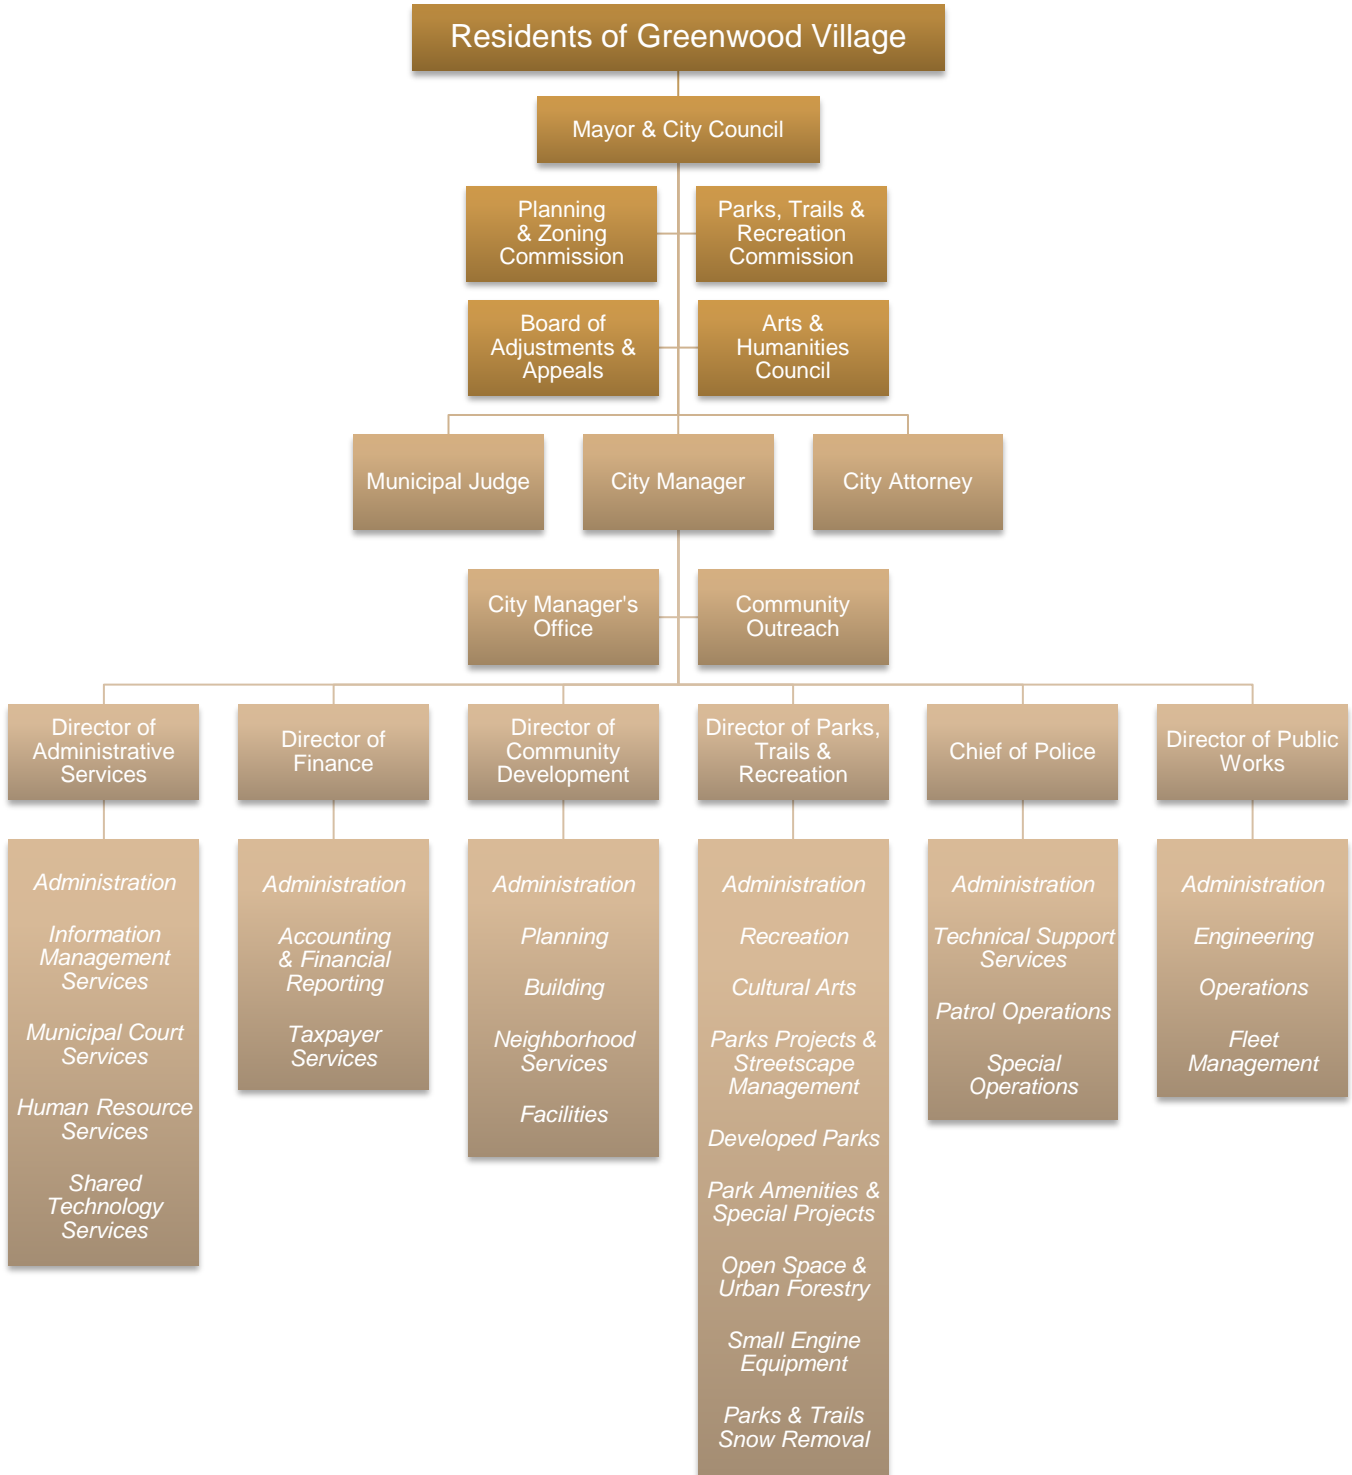 Residents of Greenwood Village
Mayor & City Council
Planning
& Zoning
Commission
Parks, Trails &
Recreation
Commission
Board of
Adjustments &
Appeals
Arts &
Humanities
Council
Municipal Judge
City Manager
City Attorney
City Manager's
Office
Community
Outreach
Director of
Administrative
Services
Director of
Finance
Director of
Community
Development
Director of Parks,
Trails &
Recreation
Chief of Police
Director of Public
Works
Administration
Information
Management
Services
Municipal Court
Services
Human Resource
Services
Shared
Technology
Services
Administration
Accounting
& Financial
Reporting
Taxpayer
Services
Administration
Planning
Building
Neighborhood
Services
Facilities
Administration
Recreation
Cultural Arts
Parks Projects &
Streetscape
Management
Developed Parks
Park Amenities &
Special Projects
Open Space &
Urban Forestry
Small Engine
Equipment
Parks & Trails
Snow Removal
Administration
Technical Support
Services
Patrol Operations
Special
Operations
Administration
Engineering
Operations
Fleet
Management